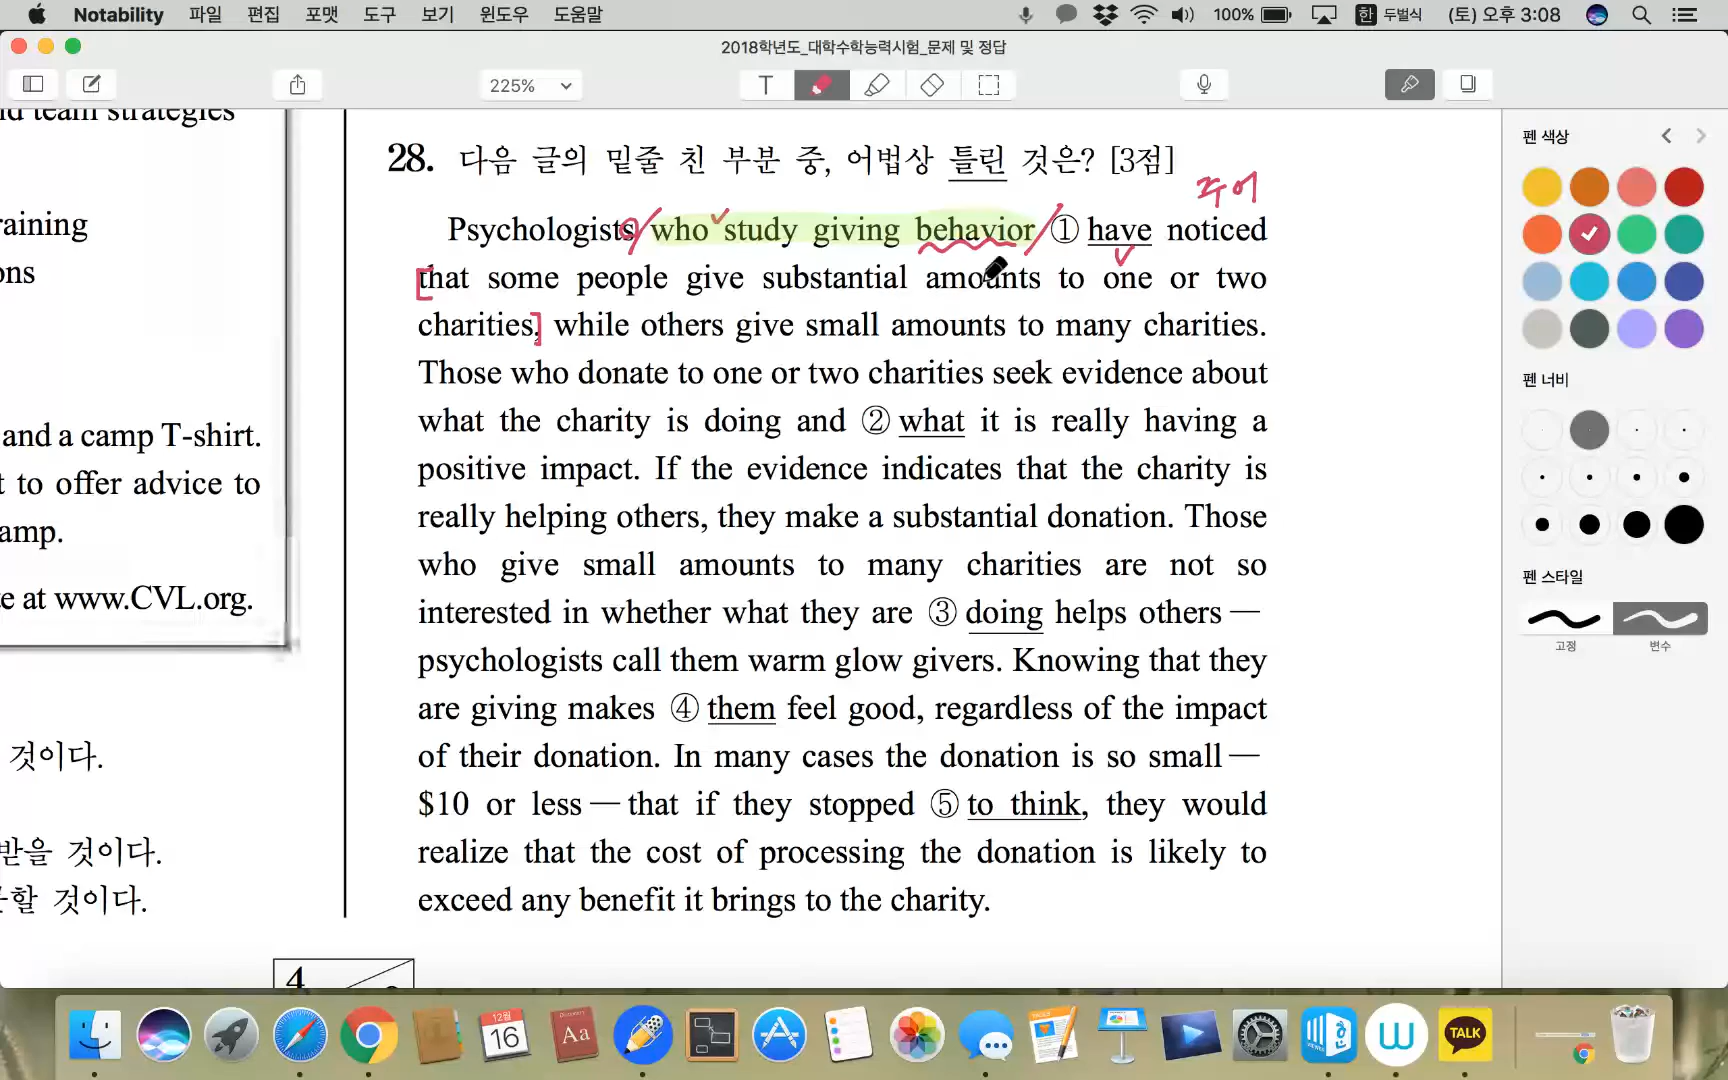 Notability 파일 편집 포맷 도구 보기 윈도우 도움말 100% 한 두벌식 (토) 오후 3:08
2018학년도_대학수학능력시험_문제 및 정답
225% T
nd team strategies
raining
ons
and a camp T-shirt.
t to offer advice to
amp.
e at www.CVL.org.
것이다.
받을 것이다.
할 것이다.
28. 다음 글의 밑줄 친 부분 중, 어법상 틀린 것은? [3점]
주어
Psychologists who study giving behavior ① have noticed
that some people give substantial amounts to one or two
charities, while others give small amounts to many charities.
Those who donate to one or two charities seek evidence about
what the charity is doing and ② what it is really having a
positive impact. If the evidence indicates that the charity is
really helping others, they make a substantial donation. Those
who give small amounts to many charities are not so
interested in whether what they are ③ doing helps others —
psychologists call them warm glow givers. Knowing that they
are giving makes ④ them feel good, regardless of the impact
of their donation. In many cases the donation is so small —
$10 or less — that if they stopped ⑤ to think, they would
realize that the cost of processing the donation is likely to
exceed any benefit it brings to the charity.
4
펜 색상
펜 너비
펜 스타일
고정 변수
12월
16
Aa
W
TALK